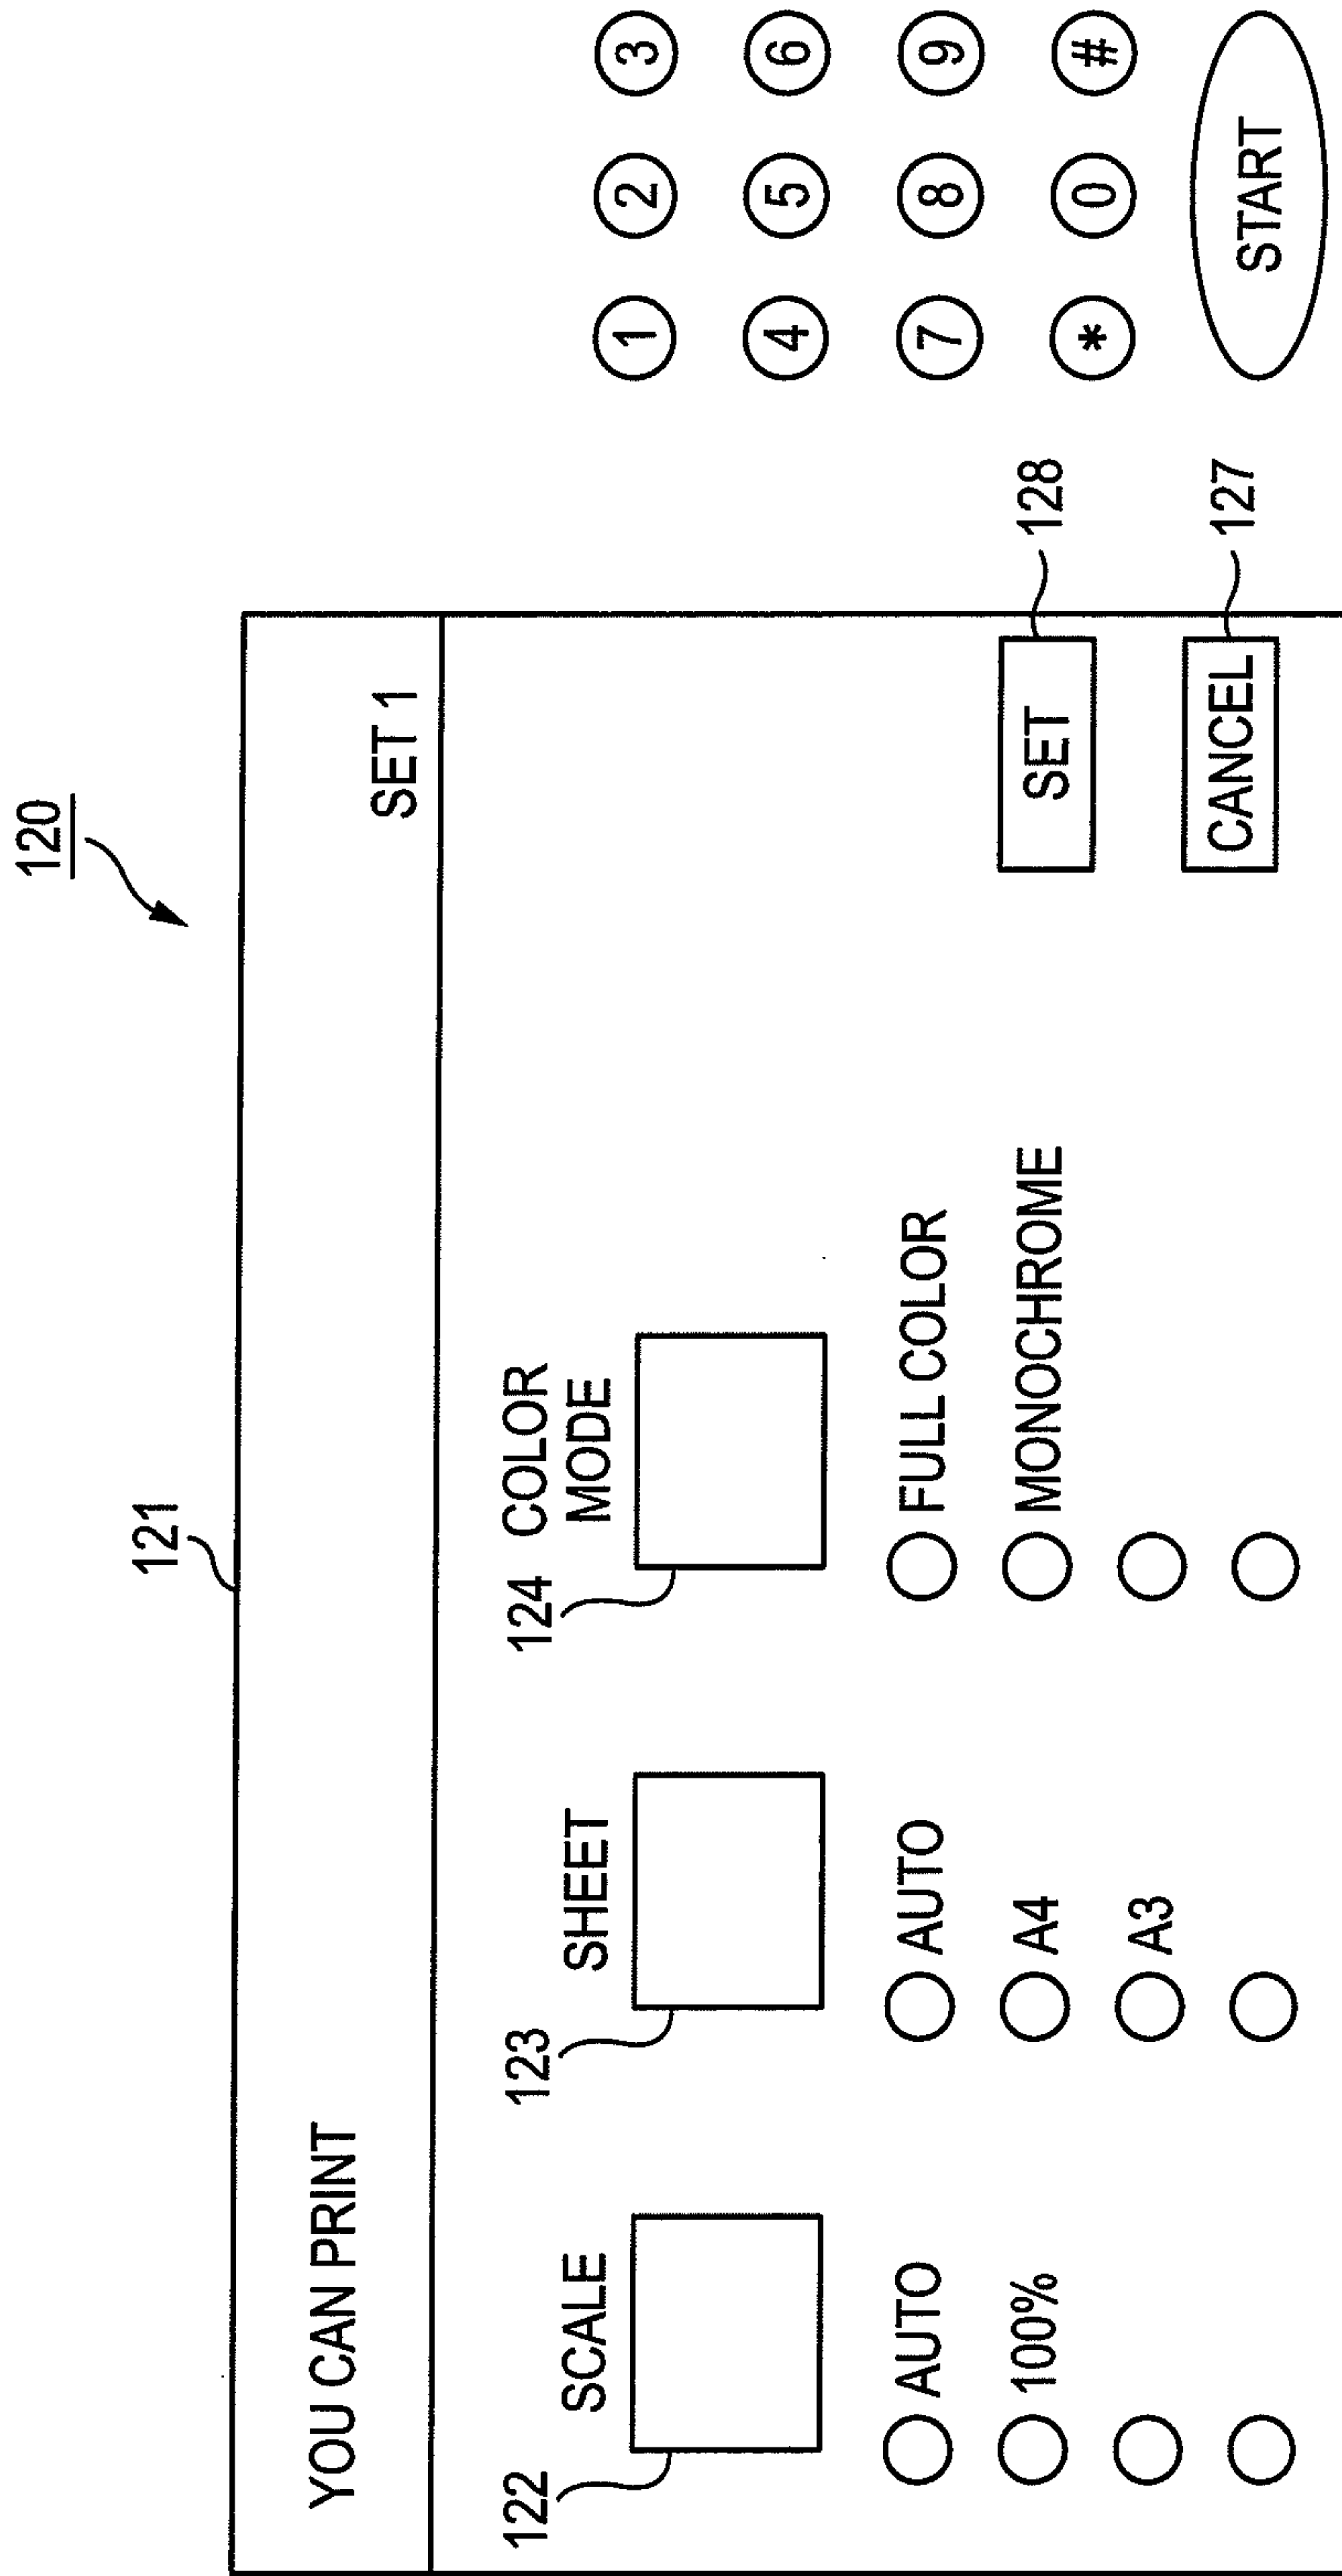 120
121
YOU CAN PRINT
SET 1
SCALE
SHEET
COLOR
MODE
122
123
124
AUTO
100%
AUTO
A4
A3
FULL COLOR
MONOCHROME
SET
128
CANCEL
127
1 2 3
4 5 6
7 8 9
* 0 #
START